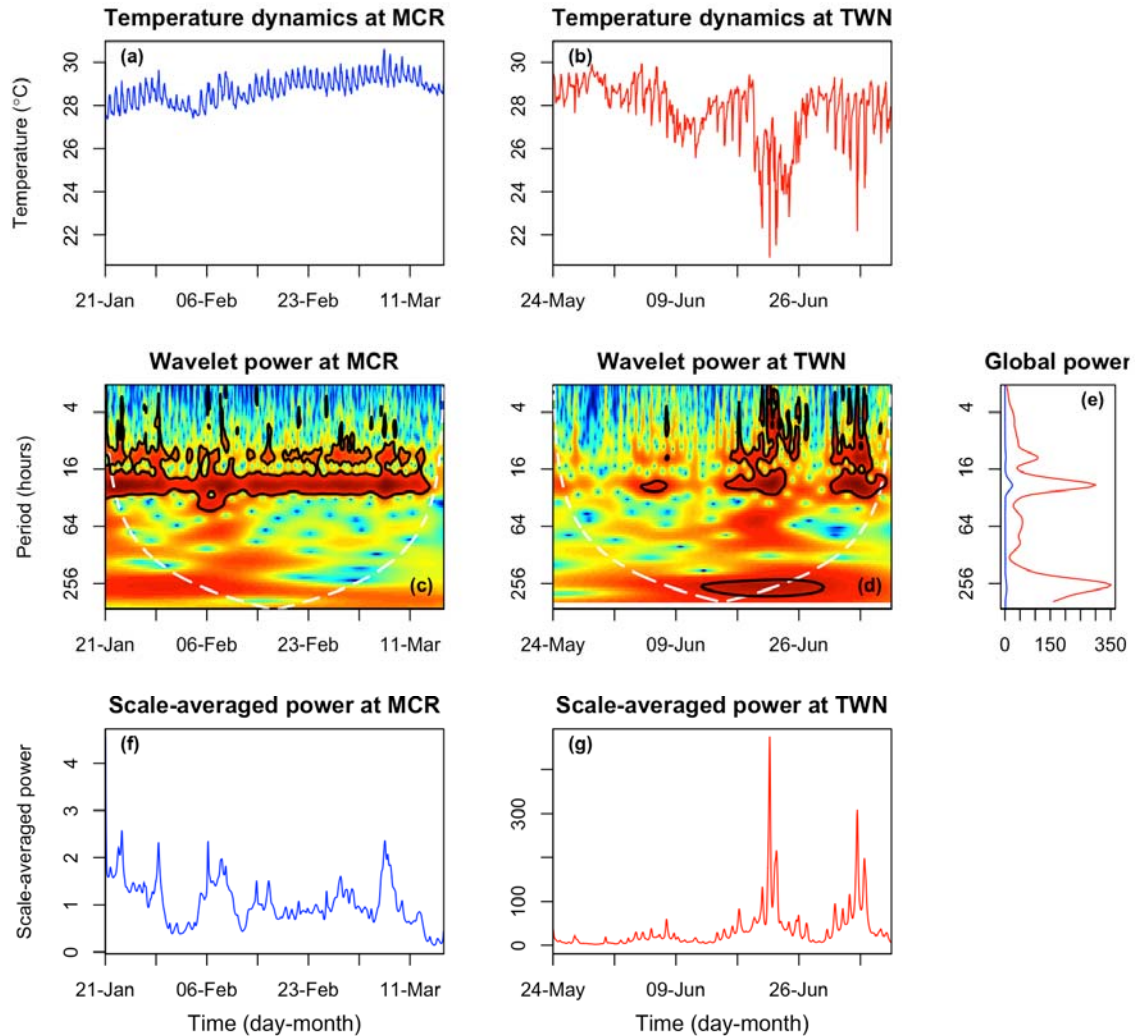 Temperature dynamics at MCR
Temperature dynamics at TWN
(a)
(b)
Temperature (°C)
30
28
26
24
22
30
28
26
24
22
21-Jan 06-Feb 23-Feb 11-Mar
24-May 09-Jun 26-Jun
Wavelet power at MCR
Wavelet power at TWN
Global power
Period (hours)
4
16
64
256
(c)
4
16
64
256
(d)
4
16
64
256
(e)
21-Jan 06-Feb 23-Feb 11-Mar
24-May 09-Jun 26-Jun
0 150 350
Scale-averaged power at MCR
Scale-averaged power at TWN
(f)
(g)
Scale-averaged power
4
3
2
1
0
300
100
0
21-Jan 06-Feb 23-Feb 11-Mar
24-May 09-Jun 26-Jun
Time (day-month)
Time (day-month)